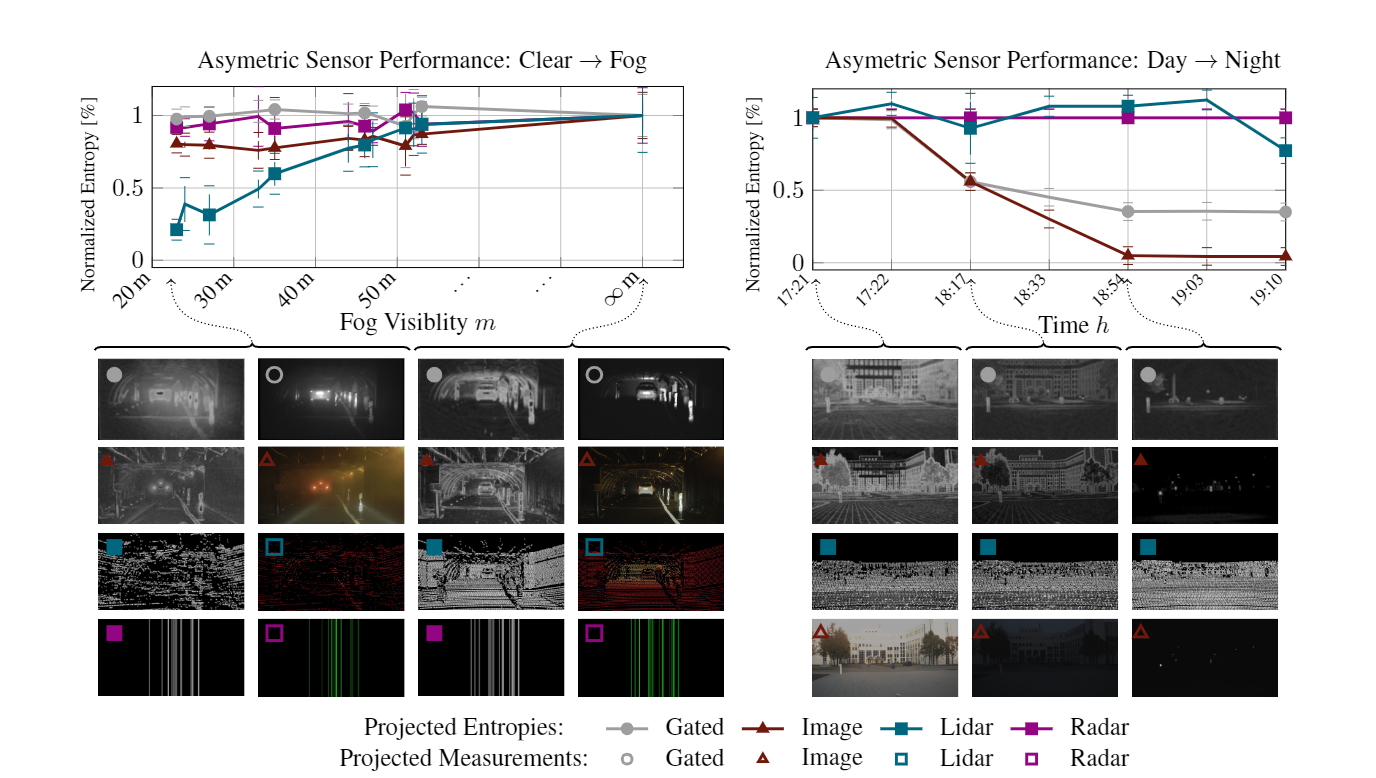 Asymetric Sensor Performance: Clear → Fog
Normalized Entropy [%]
1
0.5
0
20 m
30 m
40 m
50 m
. . .
. . .
∞ m
Fog Visiblity m
Asymetric Sensor Performance: Day → Night
Normalized Entropy [%]
1
0.5
0
17:21
17:22
18:17
18:33
18:54
19:03
19:10
Time h
Projected Entropies: Gated Image Lidar Radar
Projected Measurements: Gated Image Lidar Radar